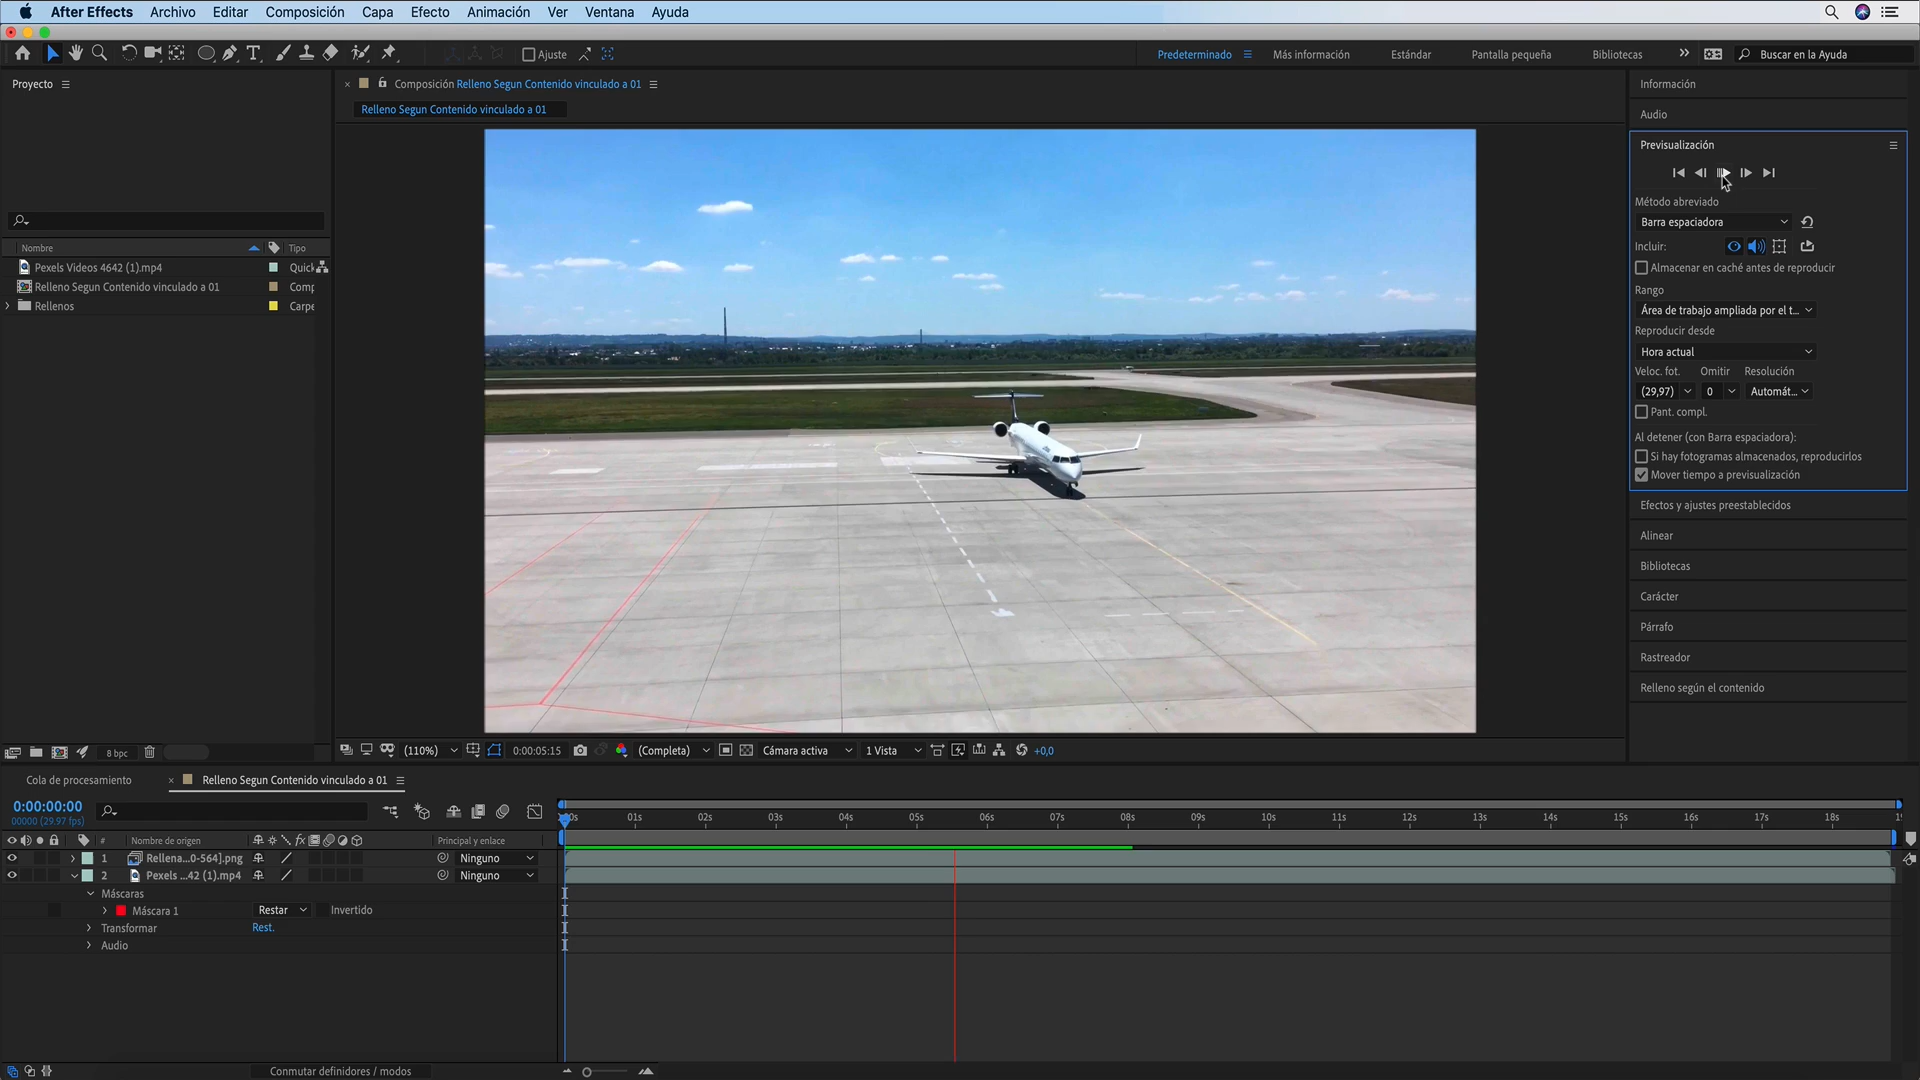 After Effects Archivo Editar Composición Capa Efecto Animación Ver Ventana Ayuda
Ajuste Predeterminado Más información Estándar Pantalla pequeña Bibliotecas Buscar en la Ayuda
Proyecto
Composición Relleno Segun Contenido vinculado a 01
Relleno Segun Contenido vinculado a 01
Nombre Tipo
Pexels Videos 4642 (1).mp4 Quick
Relleno Segun Contenido vinculado a 01 Comp
Rellenos Carpe
8 bpc
(110%) 0:00:05:15 (Completa) Cámara activa 1 Vista +0,0
Información
Audio
Previsualización
Método abreviado
Barra espaciadora
Incluir:
Almacenar en caché antes de reproducir
Rango
Área de trabajo ampliada por el t...
Reproducir desde
Hora actual
Veloc. fot. Omitir Resolución
(29,97) 0 Automát...
Pant. compl.
Al detener (con Barra espaciadora):
Si hay fotogramas almacenados, reproducirlos
Mover tiempo a previsualización
Efectos y ajustes preestablecidos
Alinear
Bibliotecas
Carácter
Párrafo
Rastreador
Relleno según el contenido
Cola de procesamiento Relleno Segun Contenido vinculado a 01
0:00:00:00
00000 (29.97 fps)
01s 02s 03s 04s 05s 06s 07s 08s 09s 10s 11s 12s 13s 14s 15s 16s 17s 18s
# Nombre de origen fx Principal y enlace
1 Rellena...0-564].png Ninguno
2 Pexels ...42 (1).mp4 Ninguno
Máscaras
Máscara 1 Restar Invertido
Transformar Rest.
Audio
Conmutar definidores / modos